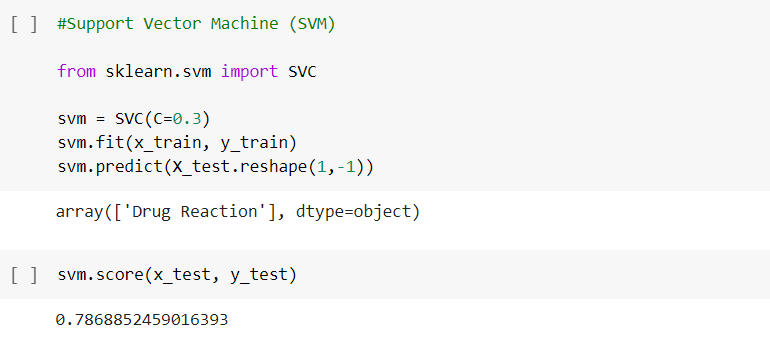 [ ] #Support Vector Machine (SVM)
from sklearn.svm import SVC
svm = SVC(C=0.3)
svm.fit(x_train, y_train)
svm.predict(X_test.reshape(1,-1))
array(['Drug Reaction'], dtype=object)
[ ] svm.score(x_test, y_test)
0.7868852459016393